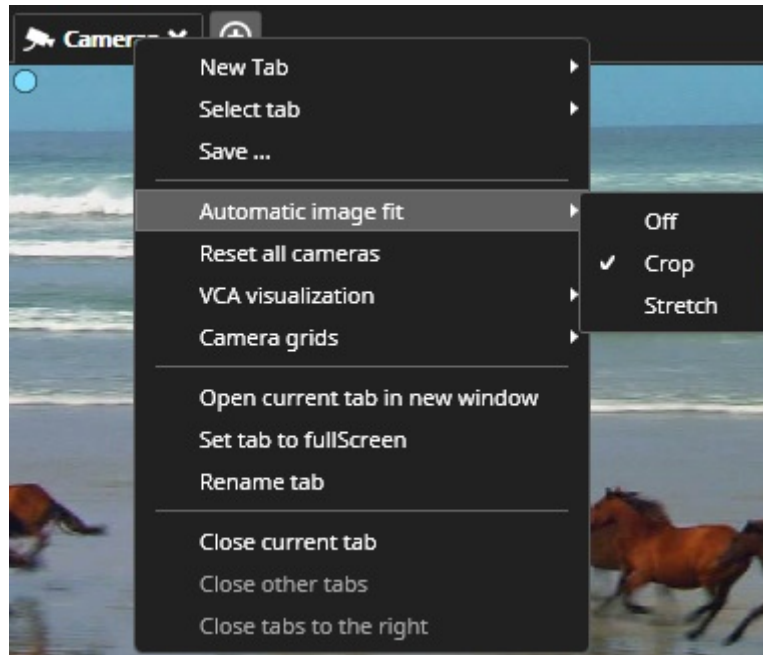 Cameras
New Tab
Select tab
Save ...
Automatic image fit
Off
Crop
Stretch
Reset all cameras
VCA visualization
Camera grids
Open current tab in new window
Set tab to fullScreen
Rename tab
Close current tab
Close other tabs
Close tabs to the right